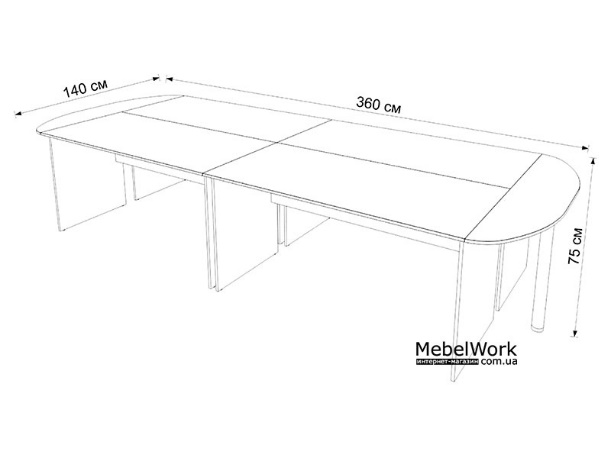 140 см
360 см
75 см
MebelWork
интернет-магазин com.ua